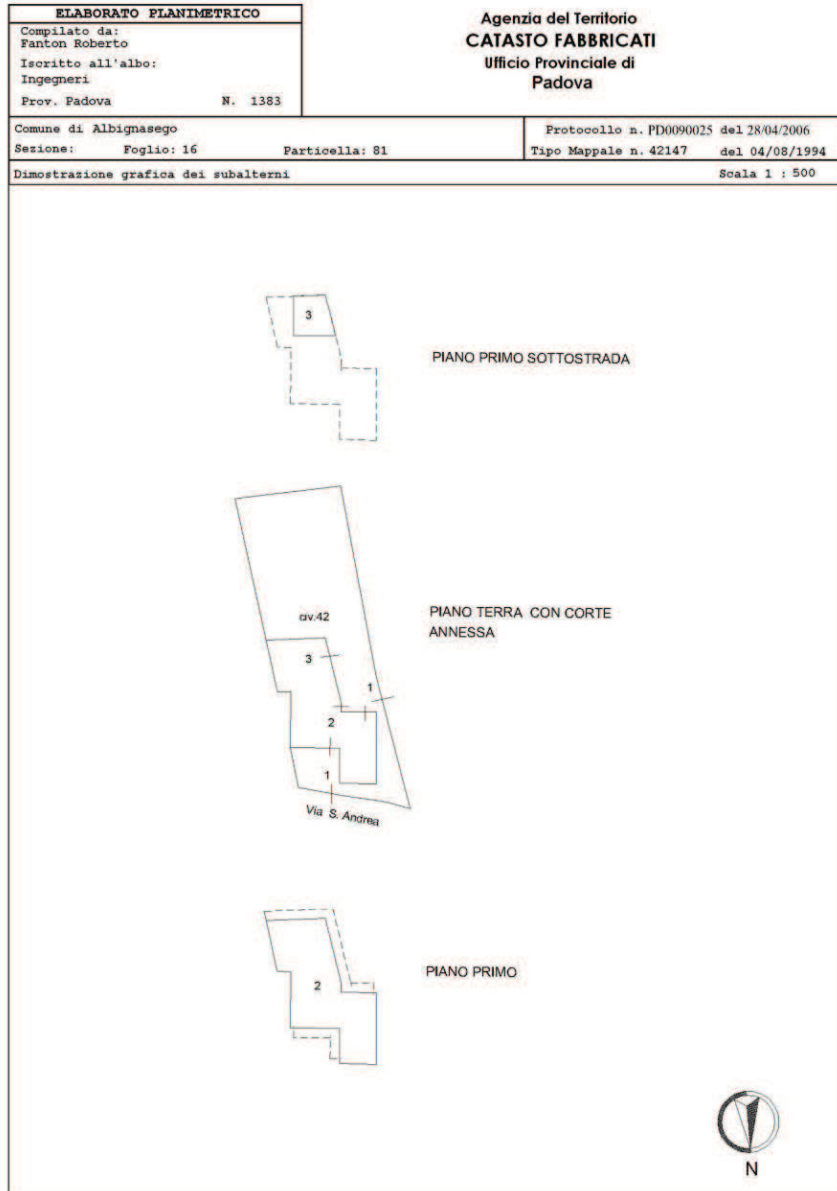 ELABORATO PLANIMETRICO
Compilato da:
Fanton Roberto
Iscritto all'albo:
Ingegneri
Prov. Padova N. 1383
Agenzia del Territorio
CATASTO FABBRICATI
Ufficio Provinciale di
Padova
Comune di Albignasego
Sezione: Foglio: 16 Particella: 81
Protocollo n. PD0090025 del 28/04/2006
Tipo Mappale n. 42147 del 04/08/1994
Dimostrazione grafica dei subalterni Scala 1 : 500
3
PIANO PRIMO SOTTOSTRADA
civ.42
PIANO TERRA CON CORTE
ANNESSA
3
1
2
1
Via S. Andrea
2
PIANO PRIMO
N